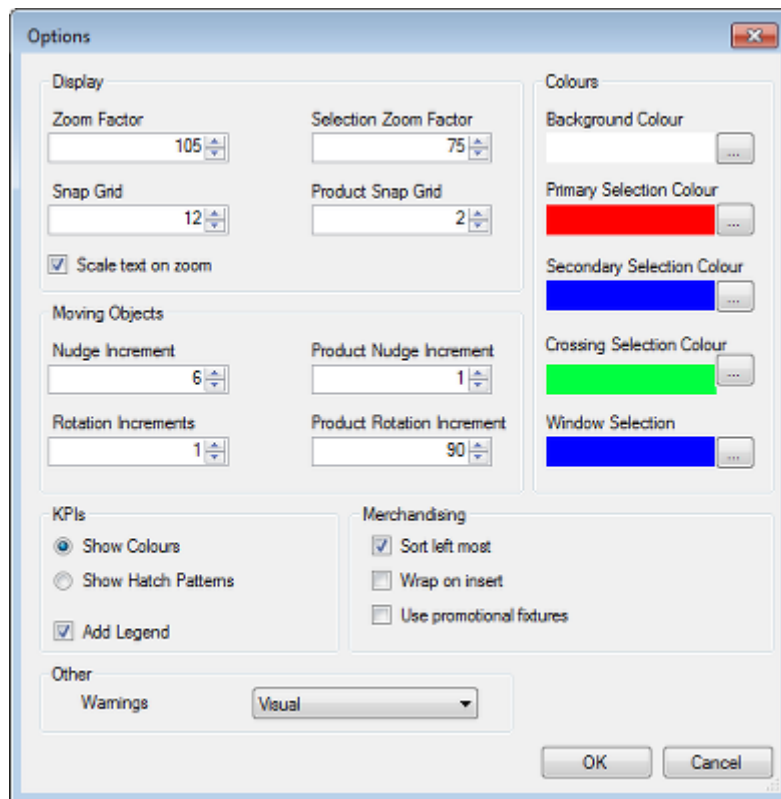 Options
Display
Zoom Factor
105
Selection Zoom Factor
75
Snap Grid
12
Product Snap Grid
2
Scale text on zoom
Moving Objects
Nudge Increment
6
Product Nudge Increment
1
Rotation Increments
1
Product Rotation Increment
90
Colours
Background Colour
...
Primary Selection Colour
...
Secondary Selection Colour
...
Crossing Selection Colour
...
Window Selection
...
KPIs
Show Colours
Show Hatch Patterns
Add Legend
Merchandising
Sort left most
Wrap on insert
Use promotional fixtures
Other
Warnings
Visual
OK
Cancel